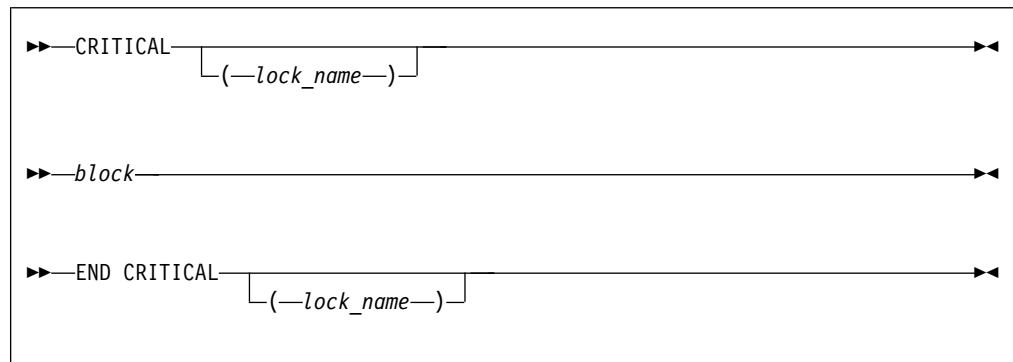 ►►—CRITICAL—(—lock_name—)—►◄
►►—block—►◄
►►—END CRITICAL—(—lock_name—)—►◄